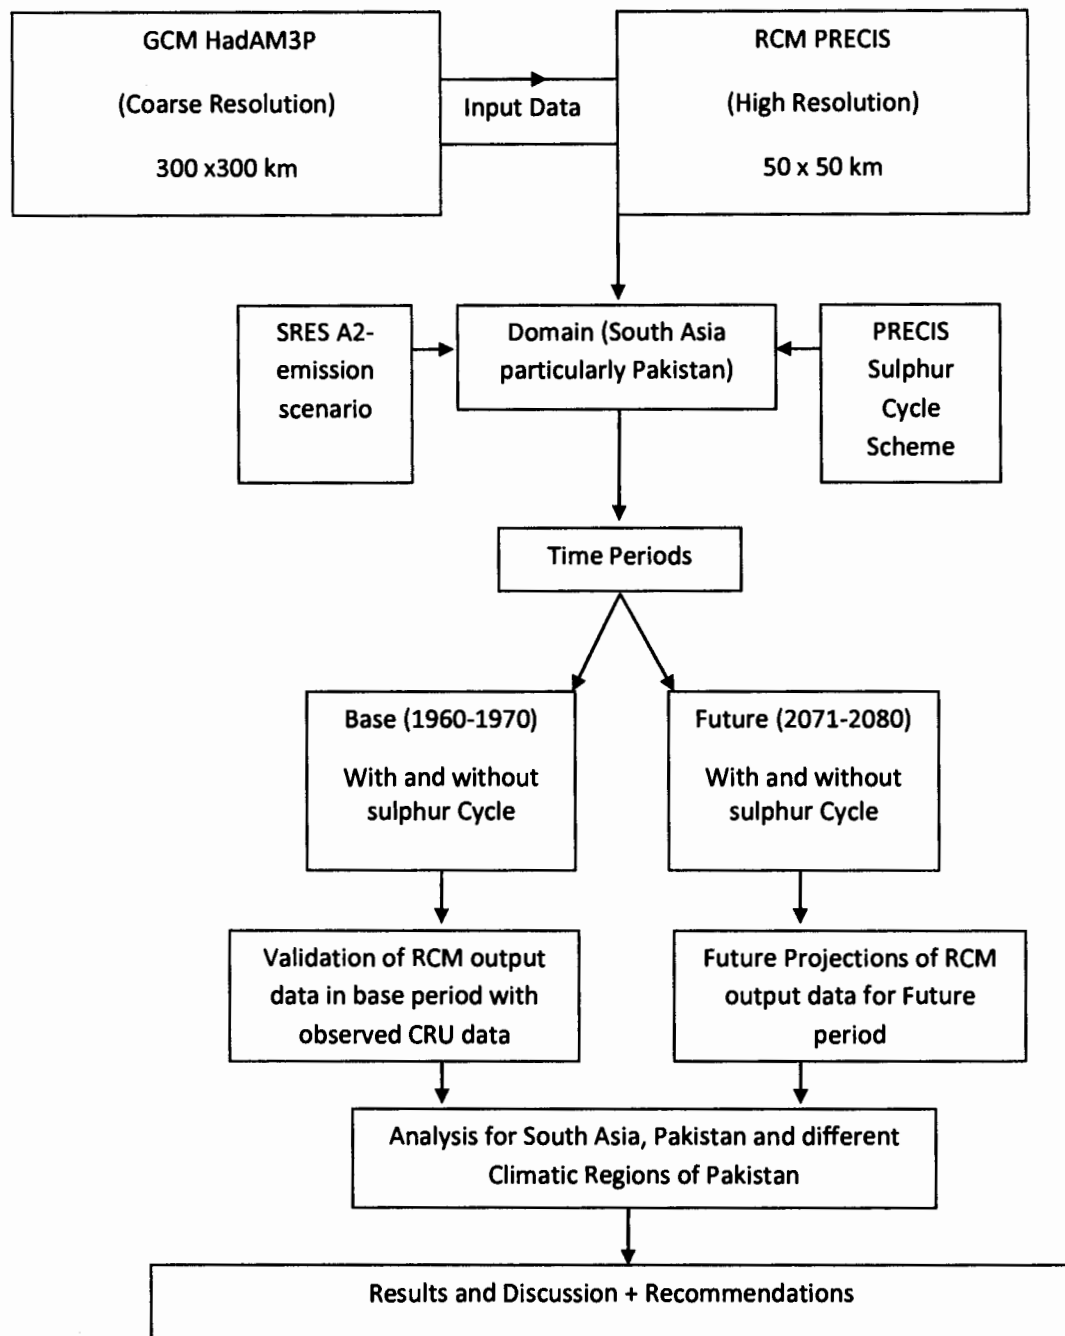 GCM HadAM3P
(Coarse Resolution)
300 x300 km
Input Data
RCM PRECIS
(High Resolution)
50 x 50 km
SRES A2-
emission
scenario
Domain (South Asia
particularly Pakistan)
PRECIS
Sulphur
Cycle
Scheme
Time Periods
Base (1960-1970)
With and without
sulphur Cycle
Future (2071-2080)
With and without
sulphur Cycle
Validation of RCM output
data in base period with
observed CRU data
Future Projections of RCM
output data for Future
period
Analysis for South Asia, Pakistan and different
Climatic Regions of Pakistan
Results and Discussion + Recommendations